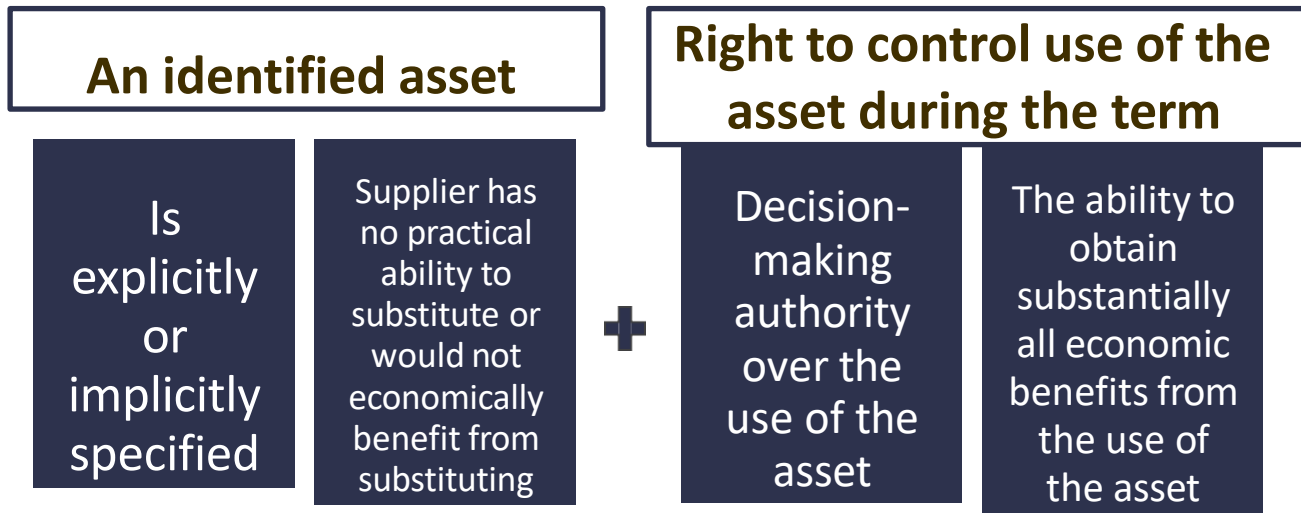 An identified asset
Is
explicitly
or
implicitly
specified
Supplier has
no practical
ability to
substitute or
would not
economically
benefit from
substituting
Right to control use of the
asset during the term
Decision-
making
authority
over the
use of the
asset
The ability to
obtain
substantially
all economic
benefits from
the use of
the asset